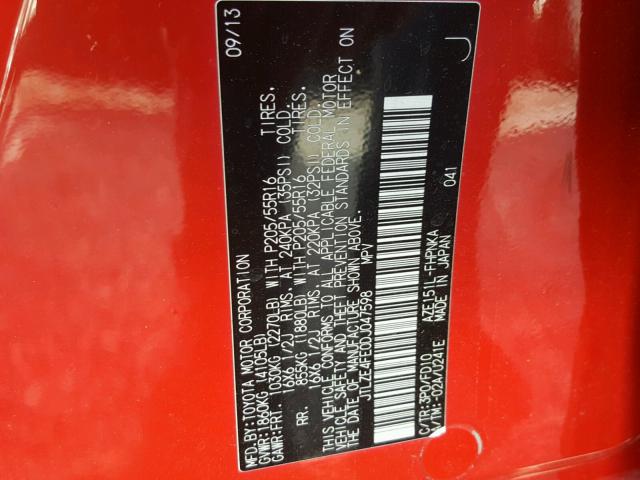 MFD.BY:TOYOTA MOTOR CORPORATION 09/13
GVWR:1860KG (4105LB)
GAWR:FRT. 1030KG (2270LB) WITH P205/55R16 TIRES.
16X6 1/2J RIMS. AT 240KPA (35PSI) COLD.
RR. 855KG (1880LB) WITH P205/55R16 TIRES.
16X6 1/2J RIMS. AT 220KPA (32PSI) COLD.
THIS VEHICLE CONFORMS TO ALL APPLICABLE FEDERAL MOTOR
VEHICLE SAFETY AND THEFT PREVENTION STANDARDS IN EFFECT ON
THE DATE OF MANUFACTURE SHOWN ABOVE.
JTLZE4FE0DJ047598 MPV
C/TR:3P0/FD10 AZE151L-FHPNKA
A/TM:-02A/U241E MADE IN JAPAN
041
J